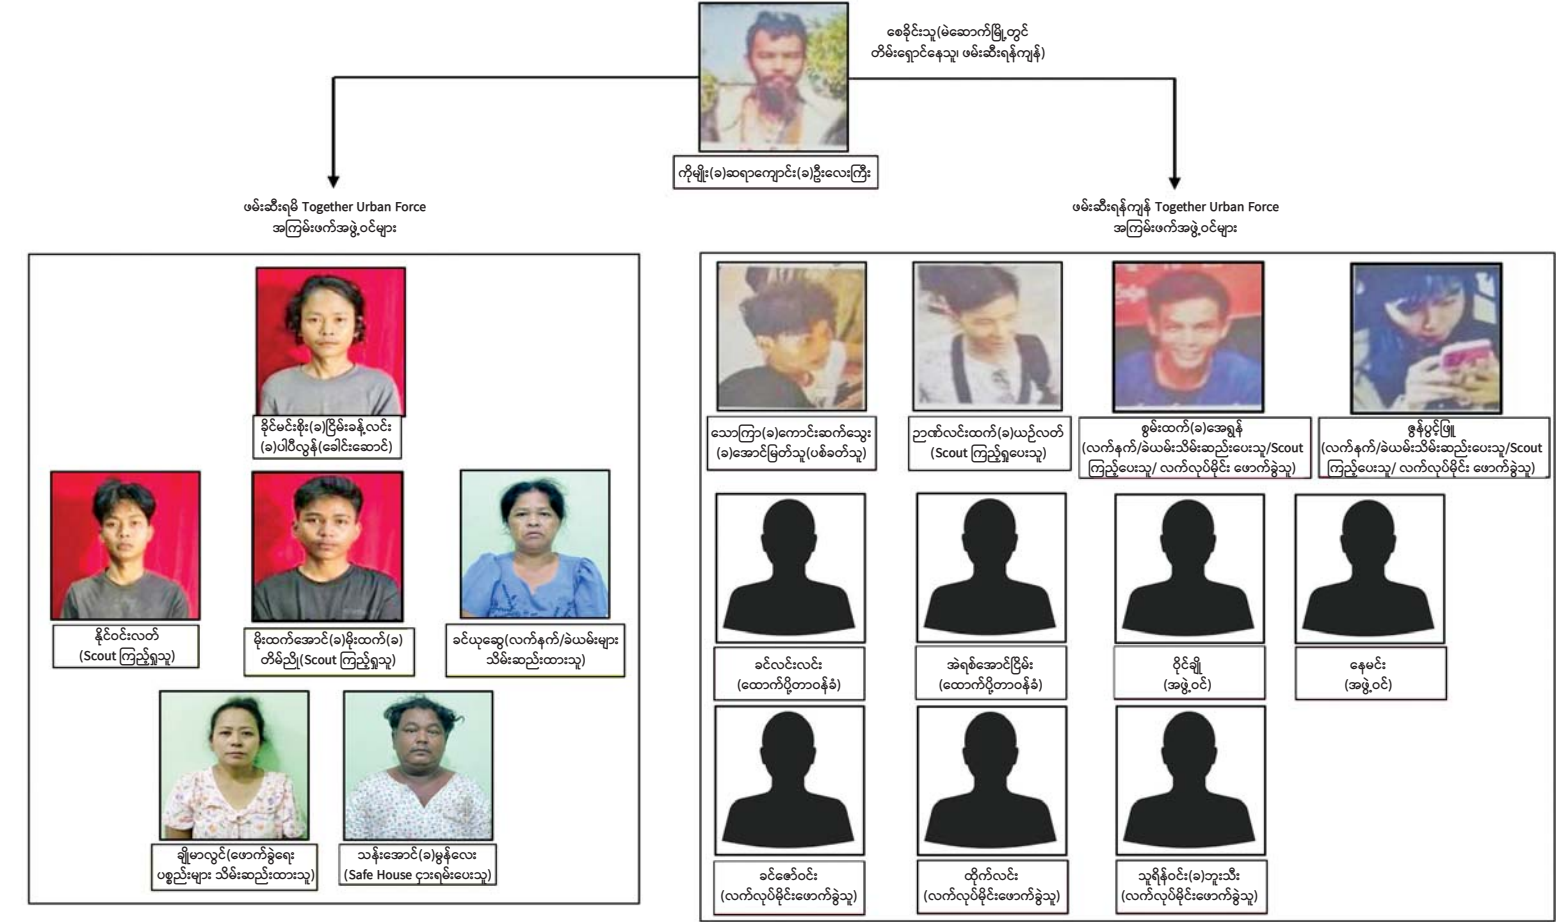 စေခိုင်းသူ(မဲဆောက်မြို့တွင်
တိမ်းရှောင်နေသူ၊ ဖမ်းဆီးရန်ကျန်)
ကိုမျိုး(ခ)ဆရာကျောင်း(ခ)ဦးလေးကြီး
ဖမ်းဆီးရမိ Together Urban Force
အကြမ်းဖက်အဖွဲ့ဝင်များ
ခိုင်မင်းစိုး(ခ)ငြိမ်းခန့်လင်း
(ခ)ပါပီလွန်(ခေါင်းဆောင်)
နိုင်ဝင်းလတ်
(Scout ကြည့်ရှုသူ)
မိုးထက်အောင်(ခ)မိုးထက်(ခ)
တိမ်ညို(Scout ကြည့်ရှုသူ)
ခင်ယုဆွေ(လက်နက်/ခဲယမ်းများ
သိမ်းဆည်းထားသူ)
ချိုမာလွင်(ဖောက်ခွဲရေး
ပစ္စည်းများ သိမ်းဆည်းထားသူ)
သန်းအောင်(ခ)မွန်လေး
(Safe House ငှားရမ်းပေးသူ)
ဖမ်းဆီးရန်ကျန် Together Urban Force
အကြမ်းဖက်အဖွဲ့ဝင်များ
သောကြာ(ခ)ကောင်းဆက်သွေး
(ခ)အောင်မြတ်သူ(ပစ်ခတ်သူ)
ဉာဏ်လင်းထက်(ခ)ယဉ်လတ်
(Scout ကြည့်ရှုပေးသူ)
စွမ်းထက်(ခ)အေရွန်
(လက်နက်/ခဲယမ်းသိမ်းဆည်းပေးသူ/Scout
ကြည့်ပေးသူ/ လက်လုပ်မိုင်း ဖောက်ခွဲသူ)
ဇွန်ပွင့်ဖြူ
(လက်နက်/ခဲယမ်းသိမ်းဆည်းပေးသူ/Scout
ကြည့်ပေးသူ/ လက်လုပ်မိုင်း ဖောက်ခွဲသူ)
ခင်လင်းလင်း
(ထောက်ပို့တာဝန်ခံ)
အဲရစ်အောင်ငြိမ်း
(ထောက်ပို့တာဝန်ခံ)
ဝိုင်ချို
(အဖွဲ့ဝင်)
နေမင်း
(အဖွဲ့ဝင်)
ခင်ဇော်ဝင်း
(လက်လုပ်မိုင်းဖောက်ခွဲသူ)
ထိုက်လင်း
(လက်လုပ်မိုင်းဖောက်ခွဲသူ)
သူရိန်ဝင်း(ခ)ဘူးသီး
(လက်လုပ်မိုင်းဖောက်ခွဲသူ)